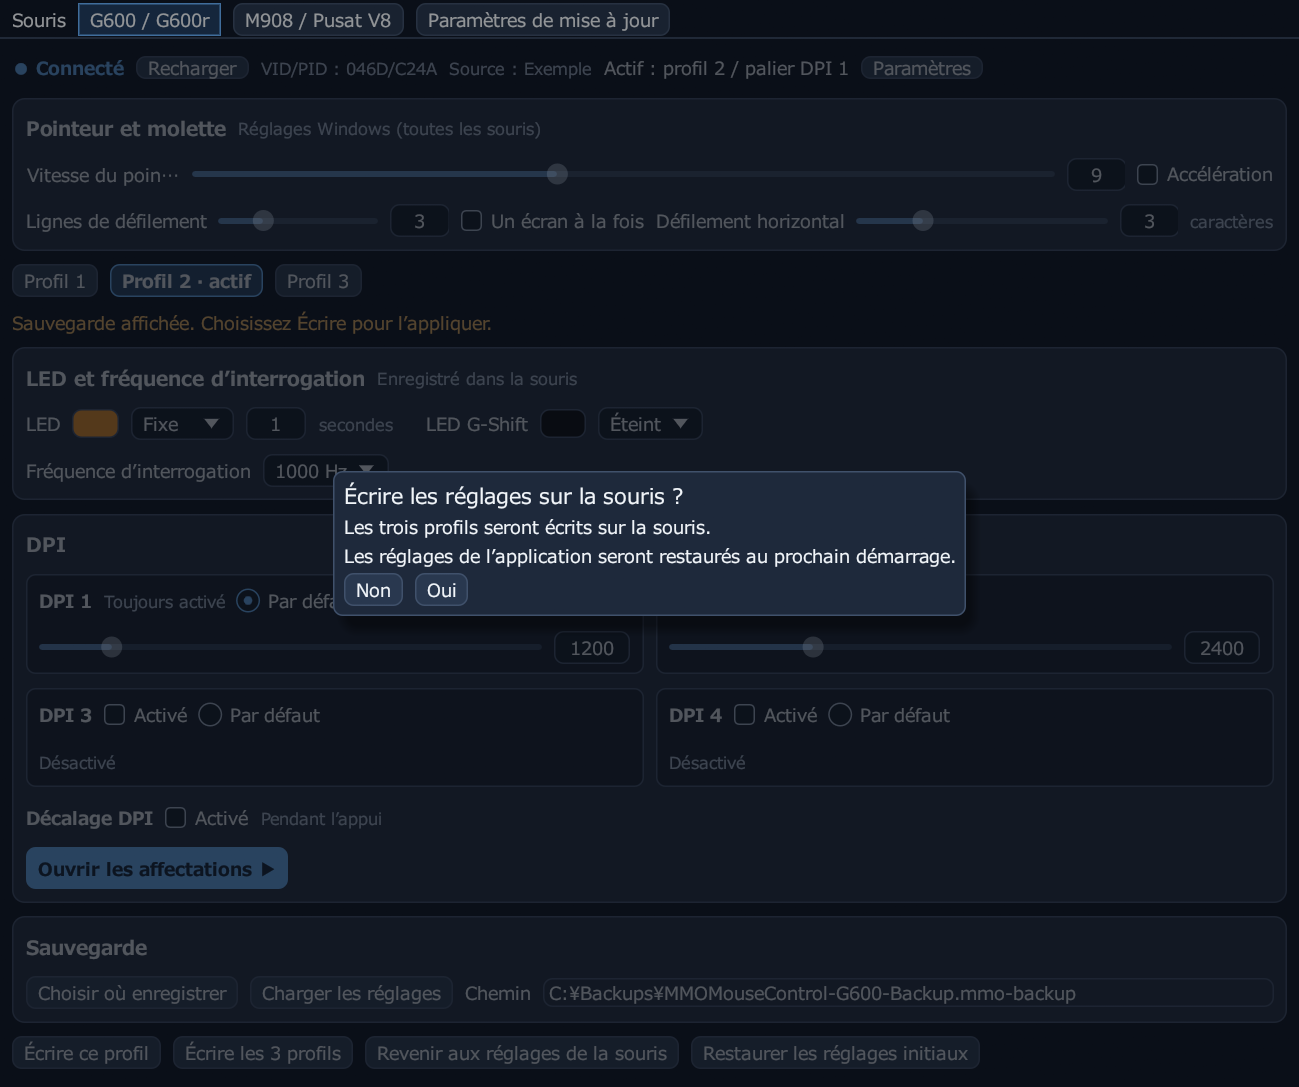 Souris G600 / G600r M908 / Pusat V8 Paramètres de mise à jour
Connecté Recharger VID/PID : 046D/C24A Source : Exemple Actif : profil 2 / palier DPI 1 Paramètres
Pointeur et molette Réglages Windows (toutes les souris)
Vitesse du poin… 9 Accélération
Lignes de défilement 3 Un écran à la fois Défilement horizontal 3 caractères
Profil 1 Profil 2 · actif Profil 3
Sauvegarde affichée. Choisissez Écrire pour l’appliquer.
LED et fréquence d’interrogation Enregistré dans la souris
LED Fixe 1 secondes LED G-Shift Éteint
Fréquence d’interrogation 1000 Hz
Écrire les réglages sur la souris ?
Les trois profils seront écrits sur la souris.
Les réglages de l’application seront restaurés au prochain démarrage.
Non Oui
DPI
DPI 1 Toujours activé Par défa
1200 2400
DPI 3 Activé Par défaut DPI 4 Activé Par défaut
Désactivé Désactivé
Décalage DPI Activé Pendant l’appui
Ouvrir les affectations
Sauvegarde
Choisir où enregistrer Charger les réglages Chemin C:¥Backups¥MMOMouseControl-G600-Backup.mmo-backup
Écrire ce profil Écrire les 3 profils Revenir aux réglages de la souris Restaurer les réglages initiaux